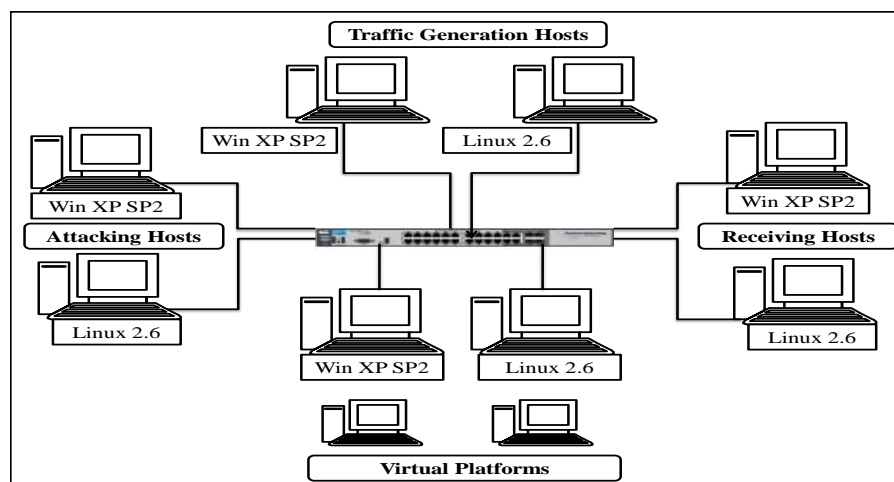 Traffic Generation Hosts
Win XP SP2
Linux 2.6
Win XP SP2
Attacking Hosts
Linux 2.6
Win XP SP2
Receiving Hosts
Linux 2.6
Win XP SP2
Linux 2.6
Virtual Platforms